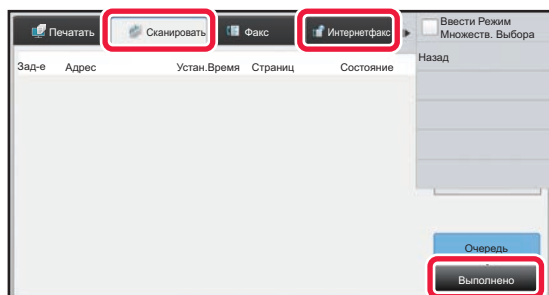 Печатать Сканировать Факс Интернетфакс Ввести Режим
Множеств. Выбора
Зад-е Адрес Устан.Время Страниц Состояние Назад
Очередь
Выполнено